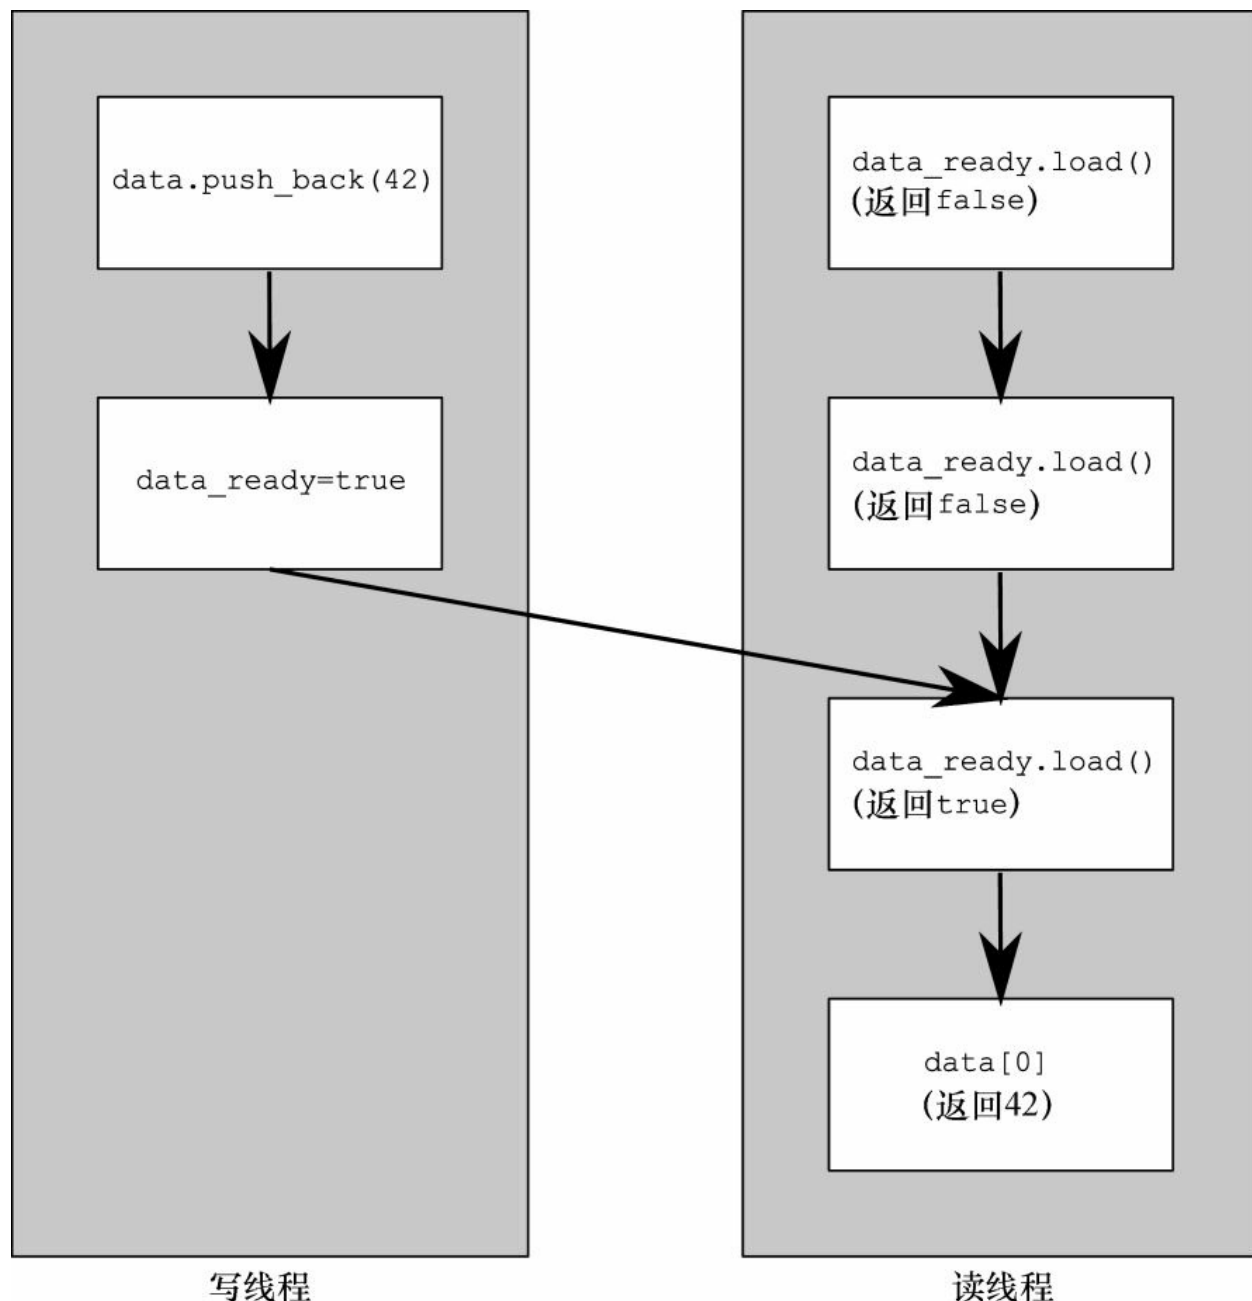 data.push_back(42)
data_ready=true
写线程
data_ready.load()
(返回false)
data_ready.load()
(返回false)
data_ready.load()
(返回true)
data[0]
(返回42)
读线程